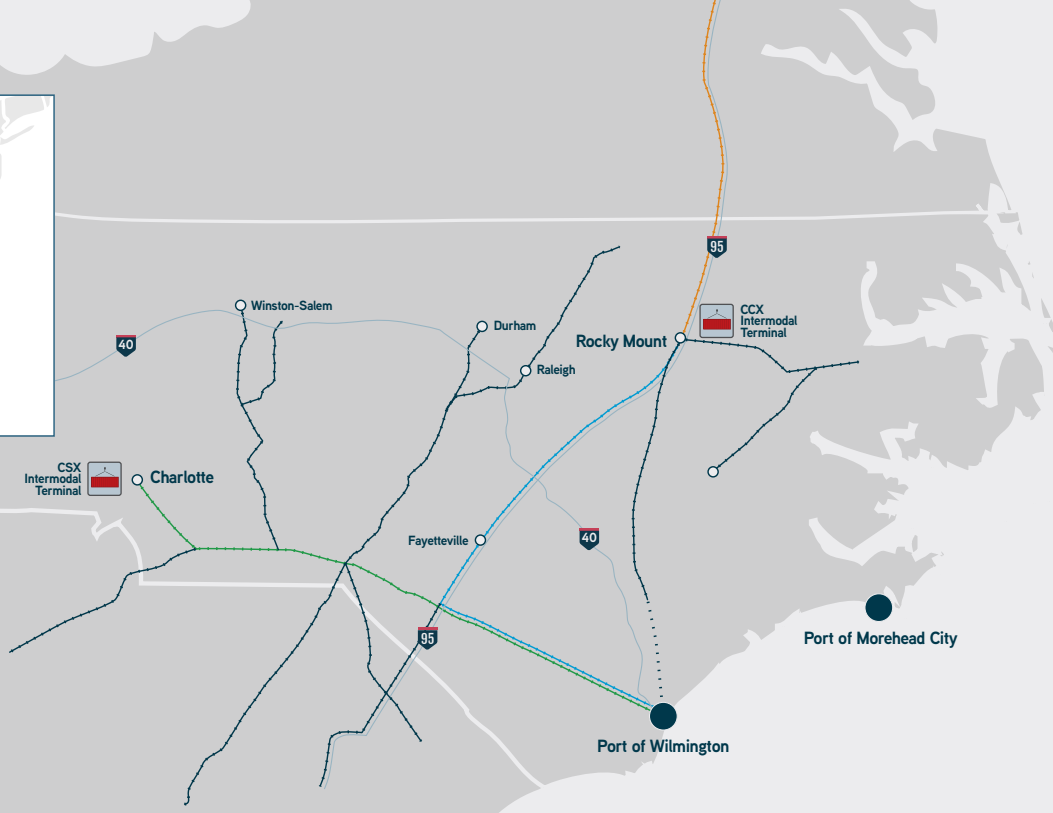 95
CCX
Intermodal
Terminal
Winston-Salem
Durham
Rocky Mount
40
Raleigh
CSX
Intermodal
Terminal
Charlotte
Fayetteville
40
95
Port of Morehead City
Port of Wilmington